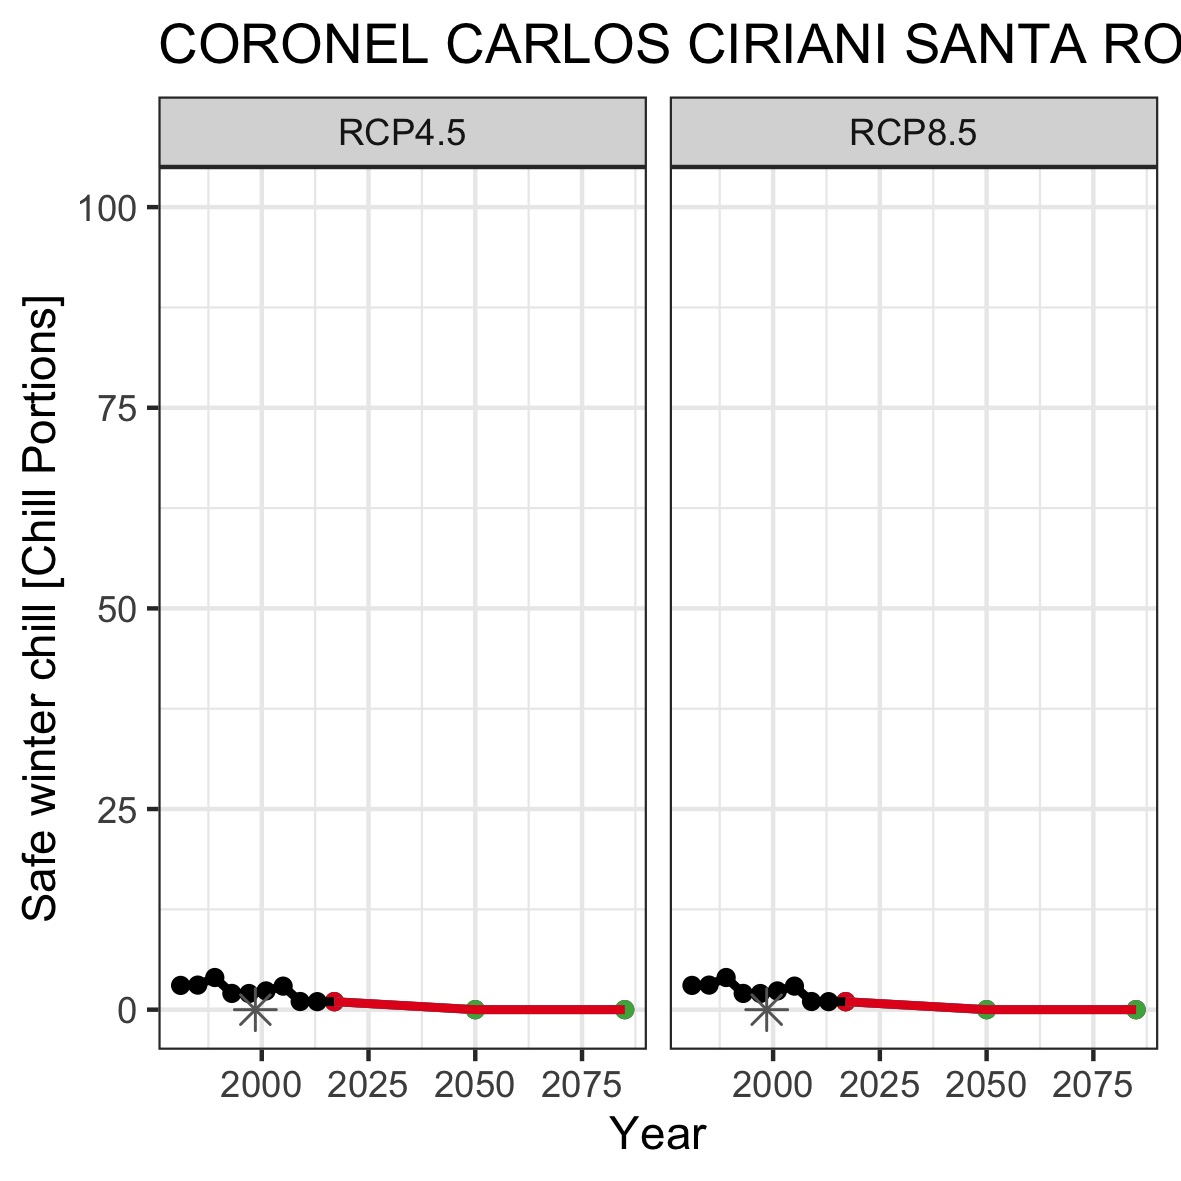 CORONEL CARLOS CIRIANI SANTA RO
RCP4.5
RCP8.5
100
75
50
25
0
Safe winter chill [Chill Portions]
2000 2025 2050 2075
2000 2025 2050 2075
Year